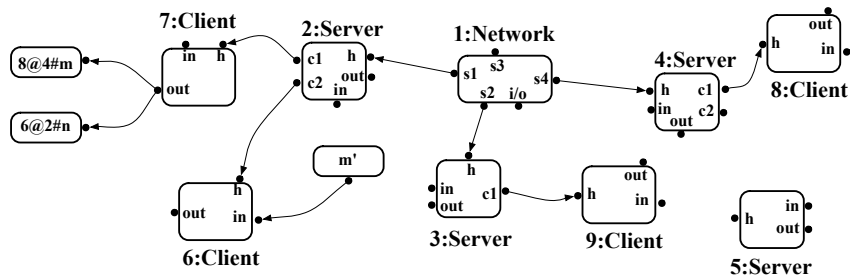 7:Client
in
h
out
8@4#m
6@2#n
2:Server
c1
h
c2
out
in
1:Network
s3
s1
s4
s2
i/o
4:Server
h
c1
in
c2
out
out
h
in
8:Client
m'
h
out
in
6:Client
h
in
c1
out
3:Server
out
h
in
9:Client
in
h
out
5:Server